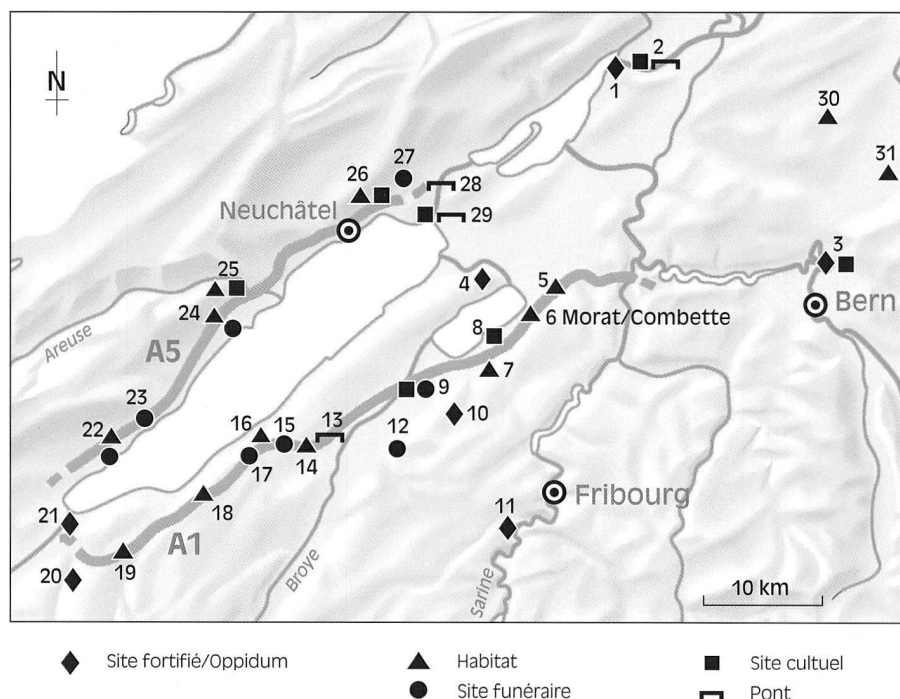 N
1
2
30
31
27
26
28
Neuchâtel
29
3
25
4
5
24
6 Morat/Combette
Bern
Areuse
A5
8
7
23
9
16
15
13
10
22
12
17
14
Fribourg
18
11
21
A1
Broye
Sarine
19
20
10 km
Site fortifié/Oppidum
Habitat
Site cultuel
Site funéraire
Pont